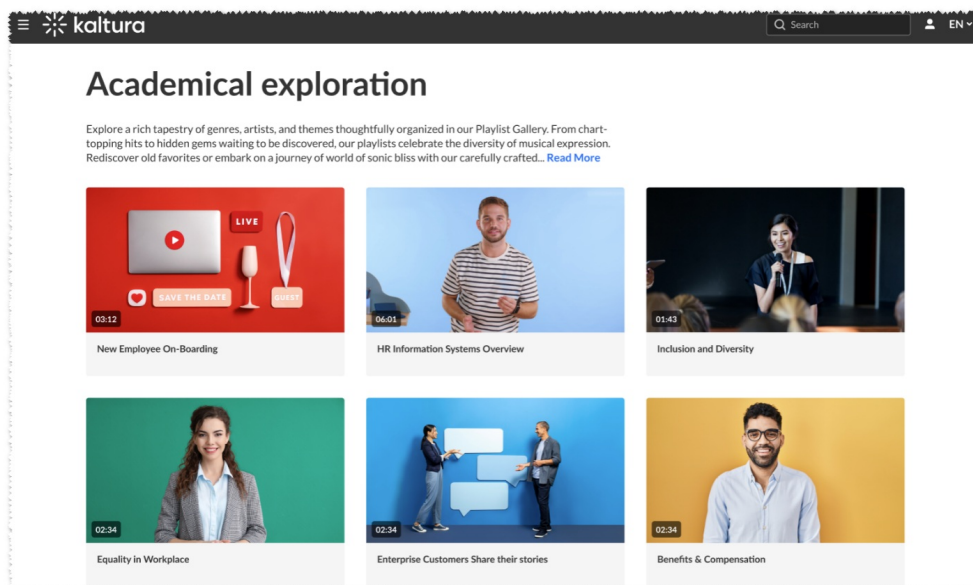 kaltura
Search
EN
Academical exploration
Explore a rich tapestry of genres, artists, and themes thoughtfully organized in our Playlist Gallery. From chart-
topping hits to hidden gems waiting to be discovered, our playlists celebrate the diversity of musical expression.
Rediscover old favorites or embark on a journey of world of sonic bliss with our carefully crafted... Read More
LIVE
SAVE THE DATE
GUEST
03:12
06:01
01:43
New Employee On-Boarding
HR Information Systems Overview
Inclusion and Diversity
02:34
02:34
02:34
Equality in Workplace
Enterprise Customers Share their stories
Benefits & Compensation